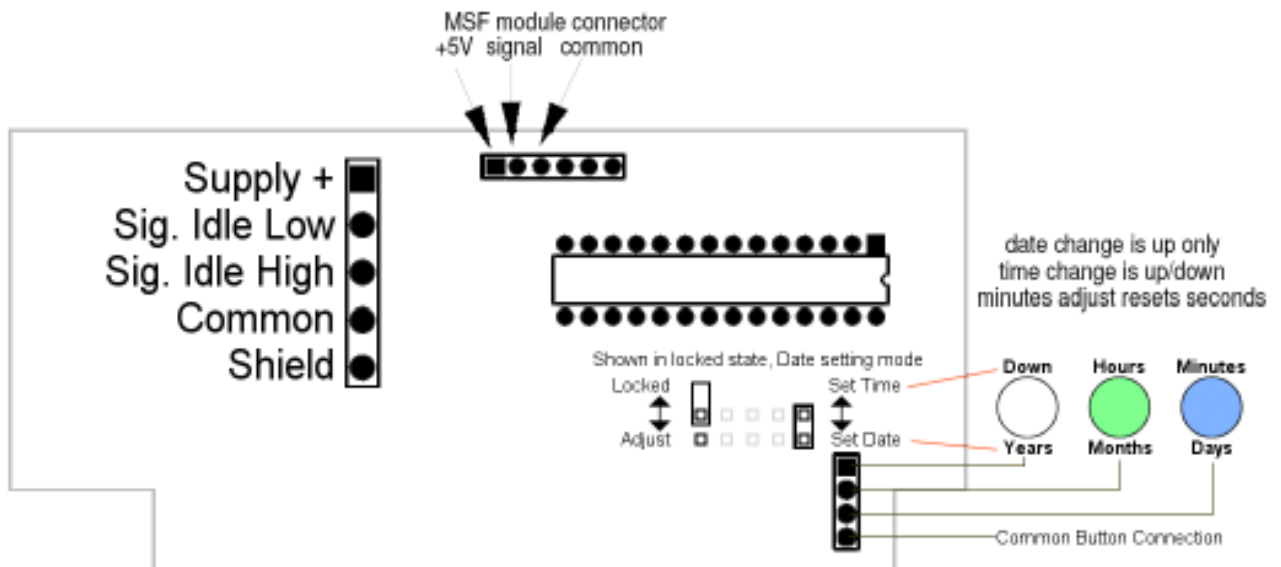 MSF module connector
+5V signal common
Supply +
Sig. Idle Low
Sig. Idle High
Common
Shield
date change is up only
time change is up/down
minutes adjust resets seconds
Shown in locked state, Date setting mode
Locked
Adjust
Set Time
Set Date
Down Hours Minutes
Years Months Days
Common Button Connection